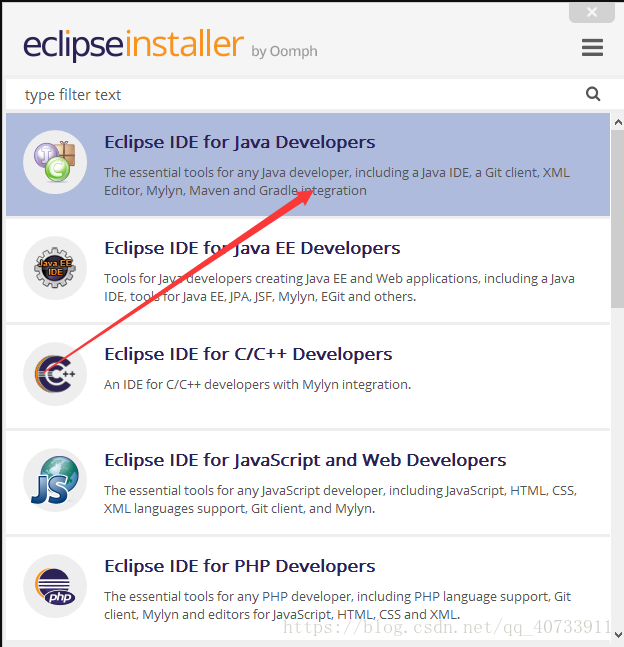 eclipseinstaller by Oomph
type filter text
Eclipse IDE for Java Developers
The essential tools for any Java developer, including a Java IDE, a Git client, XML
Editor, Mylyn, Maven and Gradle integration
Java EE
IDE
Eclipse IDE for Java EE Developers
Tools for Java developers creating Java EE and Web applications, including a Java
IDE, tools for Java EE, JPA, JSF, Mylyn, EGit and others.
C++
Eclipse IDE for C/C++ Developers
An IDE for C/C++ developers with Mylyn integration.
JS
Eclipse IDE for JavaScript and Web Developers
The essential tools for any JavaScript developer, including JavaScript, HTML, CSS,
XML languages support, Git client, and Mylyn.
php
Eclipse IDE for PHP Developers
The essential tools for any PHP developer, including PHP language support, Git
client, Mylyn and editors for JavaScript, HTML, CSS and XML.
https://blog.csdn.net/qq_40733911